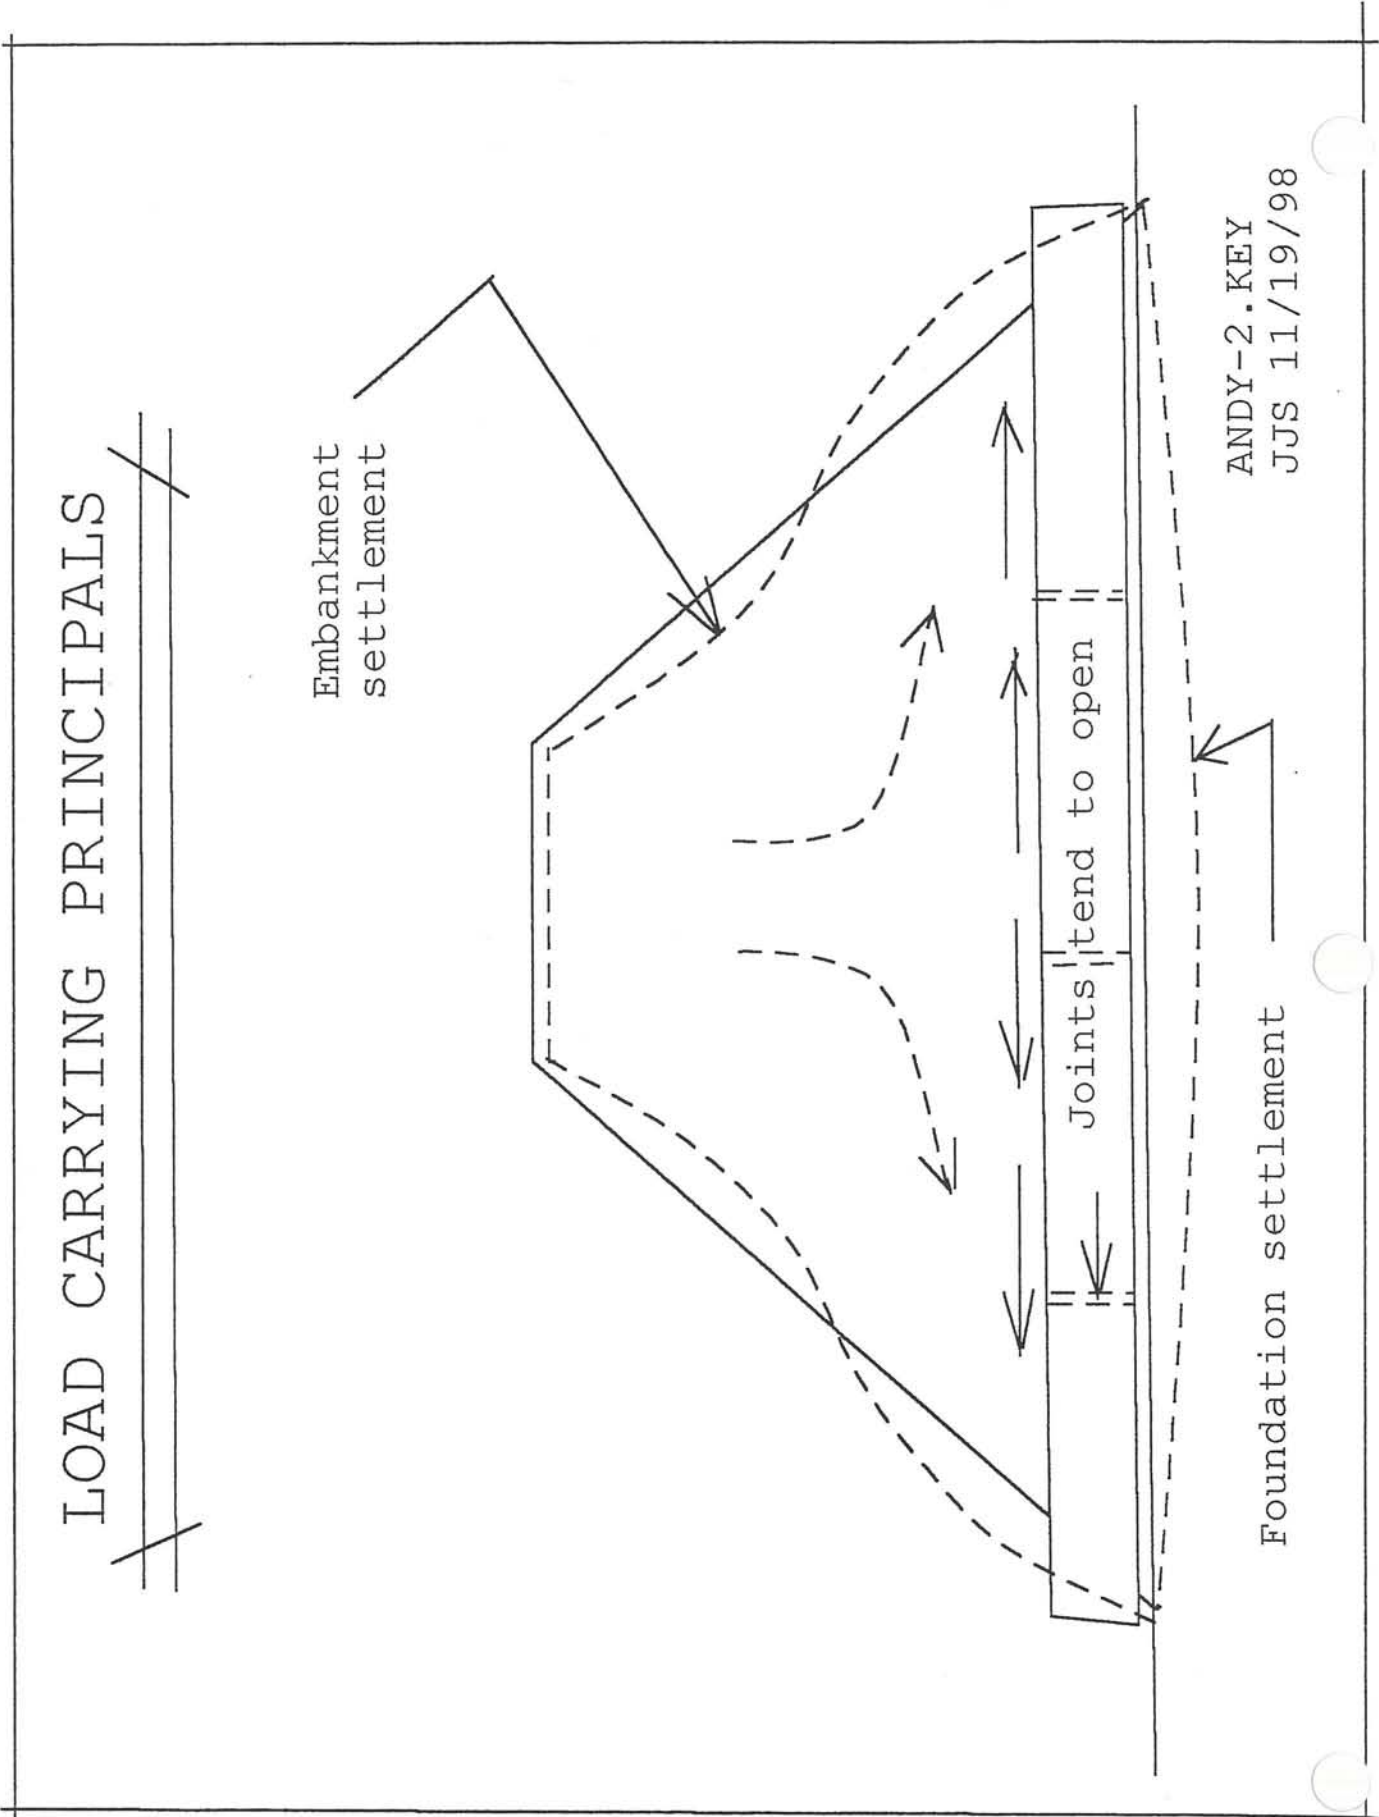 LOAD CARRYING PRINCIPALS
Embankment
settlement
Joints tend to open
Foundation settlement
ANDY-2.KEY
JJS 11/19/98